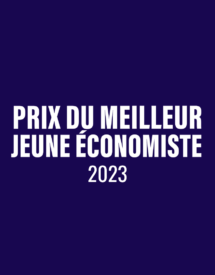 PRIX DU MEILLEUR
JEUNE ÉCONOMISTE
2023